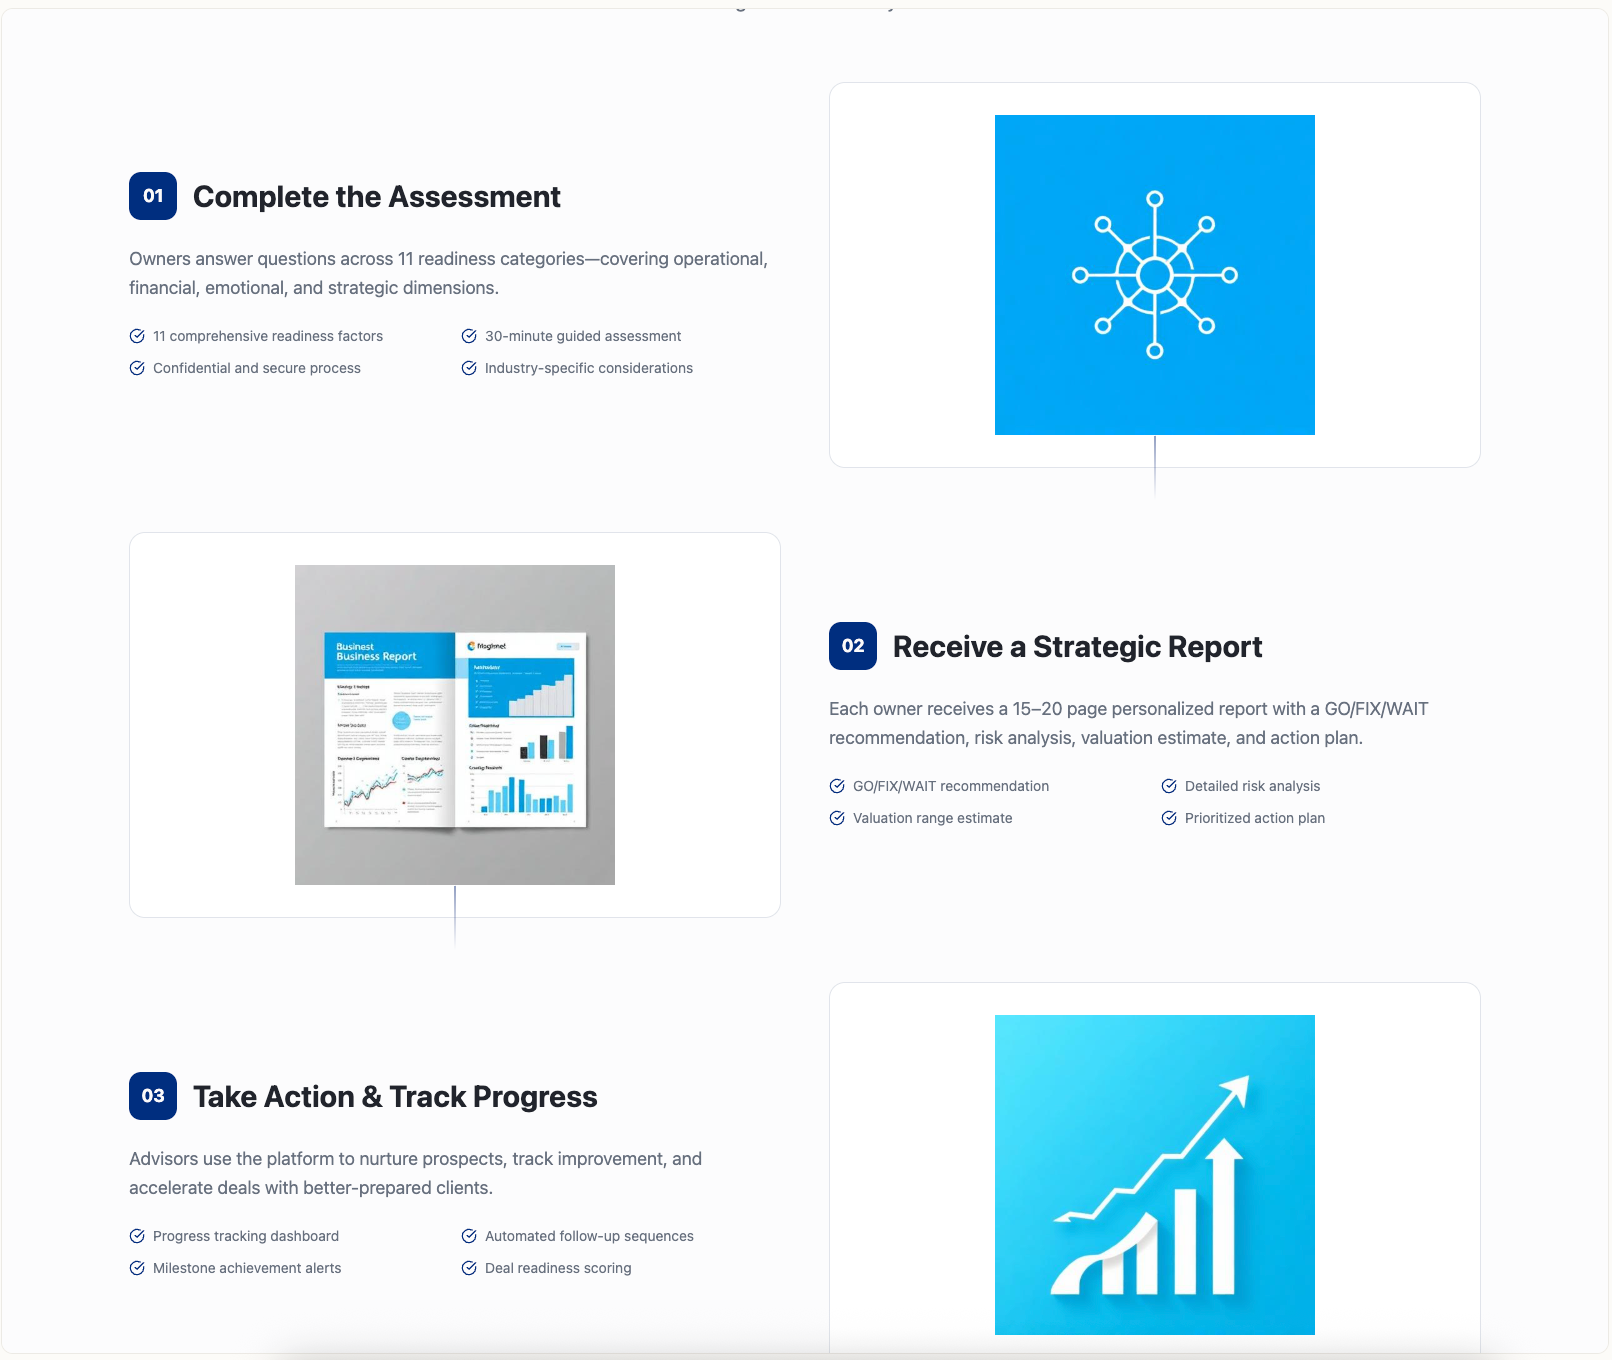 01 Complete the Assessment
Owners answer questions across 11 readiness categories—covering operational,
financial, emotional, and strategic dimensions.
11 comprehensive readiness factors
30-minute guided assessment
Confidential and secure process
Industry-specific considerations
Businest
Business Report
02 Receive a Strategic Report
Each owner receives a 15–20 page personalized report with a GO/FIX/WAIT
recommendation, risk analysis, valuation estimate, and action plan.
GO/FIX/WAIT recommendation
Detailed risk analysis
Valuation range estimate
Prioritized action plan
03 Take Action & Track Progress
Advisors use the platform to nurture prospects, track improvement, and
accelerate deals with better-prepared clients.
Progress tracking dashboard
Automated follow-up sequences
Milestone achievement alerts
Deal readiness scoring